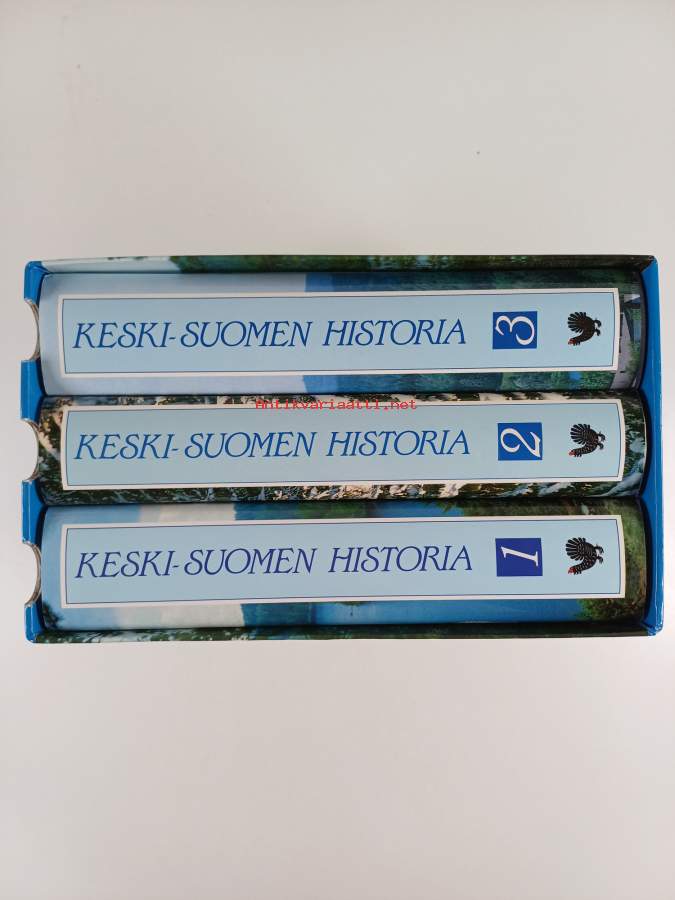 KESKI-SUOMEN HISTORIA 3
Antikvariaatti.net
KESKI-SUOMEN HISTORIA 2
KESKI-SUOMEN HISTORIA 1